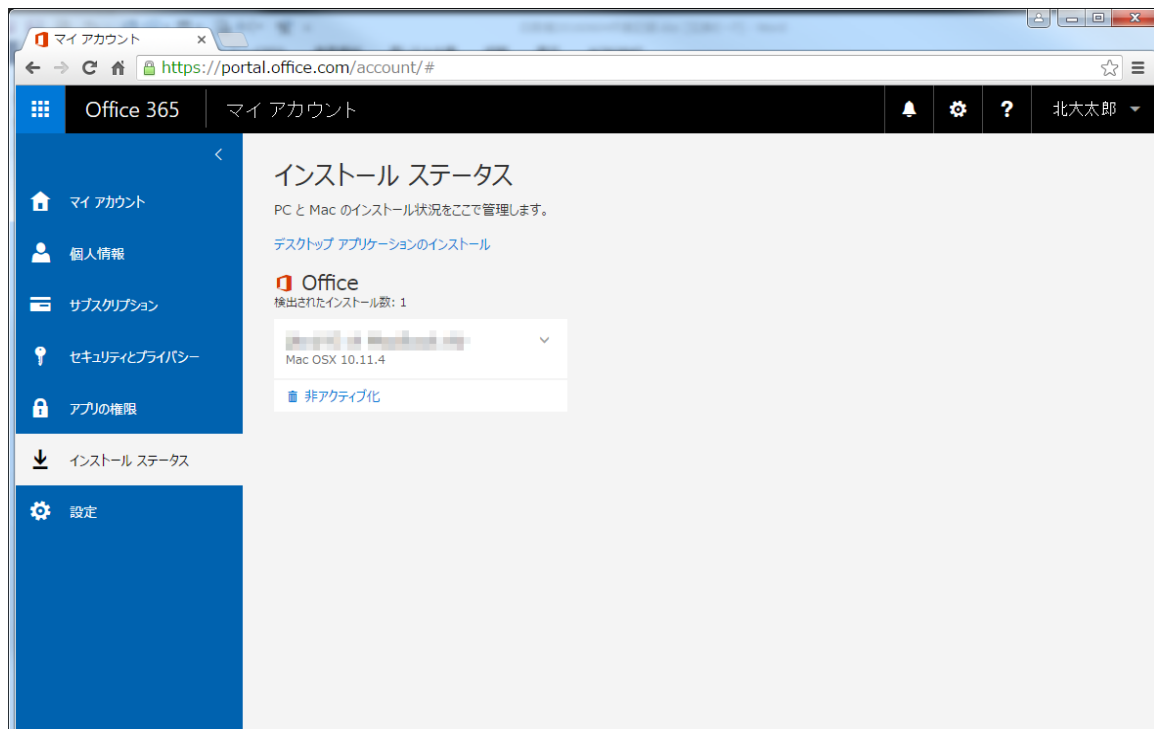 マイ アカウント
https://portal.office.com/account/#
Office 365
マイ アカウント
?
北大太郎
マイ アカウント
個人情報
サブスクリプション
セキュリティとプライバシー
アプリの権限
インストール ステータス
設定
インストール ステータス
PC と Mac のインストール状況をここで管理します。
デスクトップ アプリケーションのインストール
Office
検出されたインストール数: 1
Mac OSX 10.11.4
非アクティブ化